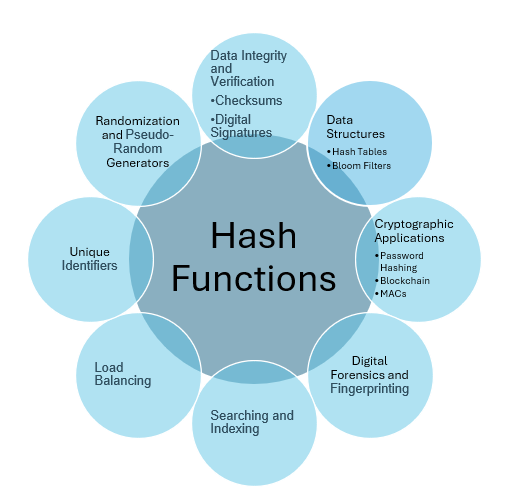 Data Integrity
and
Verification
•Checksums
•Digital
Signatures
Data
Structures
•Hash Tables
•Bloom Filters
Cryptographic
Applications
•Password
Hashing
•Blockchain
•MACs
Digital
Forensics and
Fingerprinting
Searching and
Indexing
Load
Balancing
Unique
Identifiers
Randomization
and Pseudo-
Random
Generators
Hash
Functions